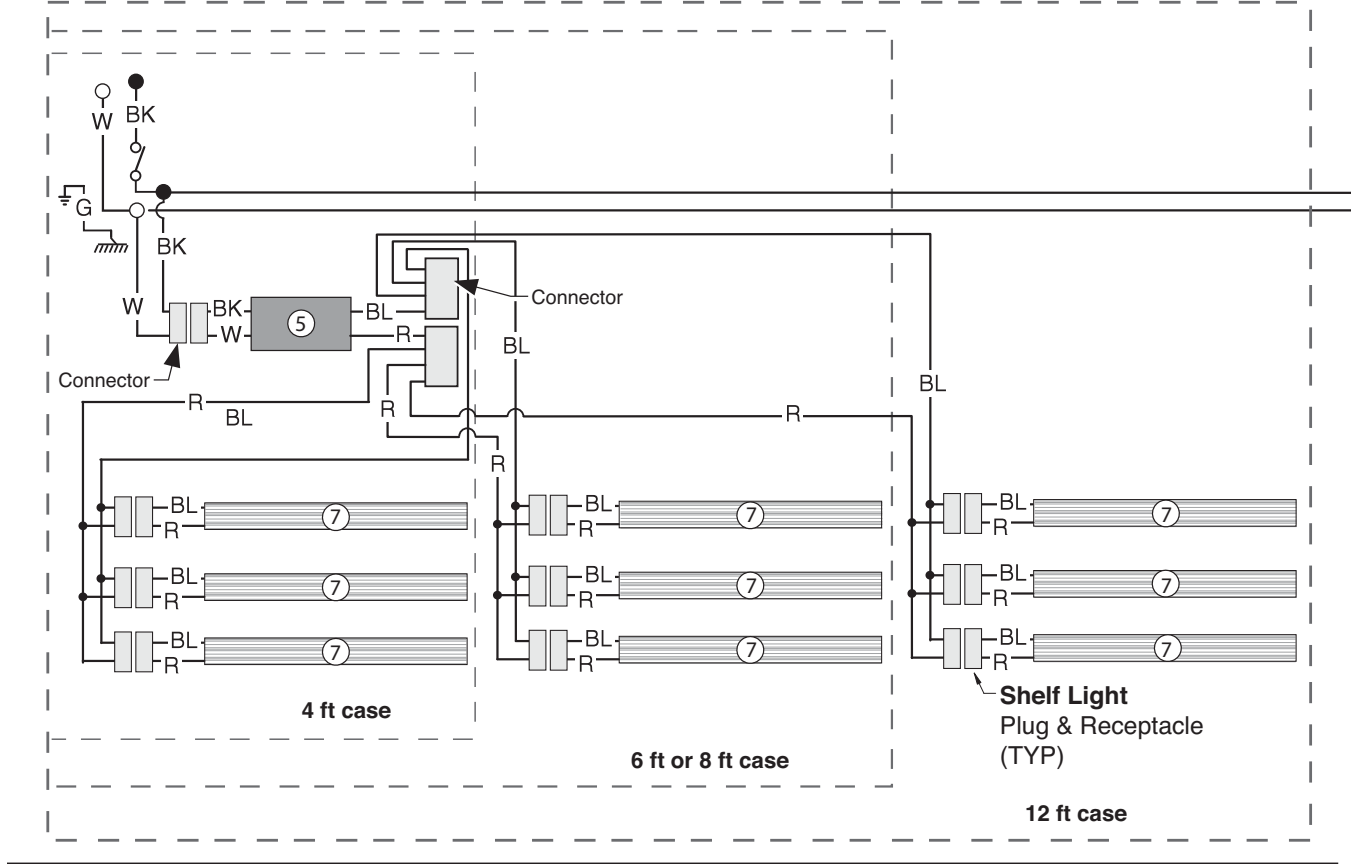 W
BK
G
BK
W
BK
W
5
BL
R
Connector
Connector
BL
BL
R
BL
R
R
R
BL
R
7
BL
R
7
BL
R
7
BL
R
7
BL
R
7
BL
R
7
BL
R
7
BL
R
7
BL
R
7
4 ft case
Shelf Light
Plug & Receptacle
(TYP)
6 ft or 8 ft case
12 ft case